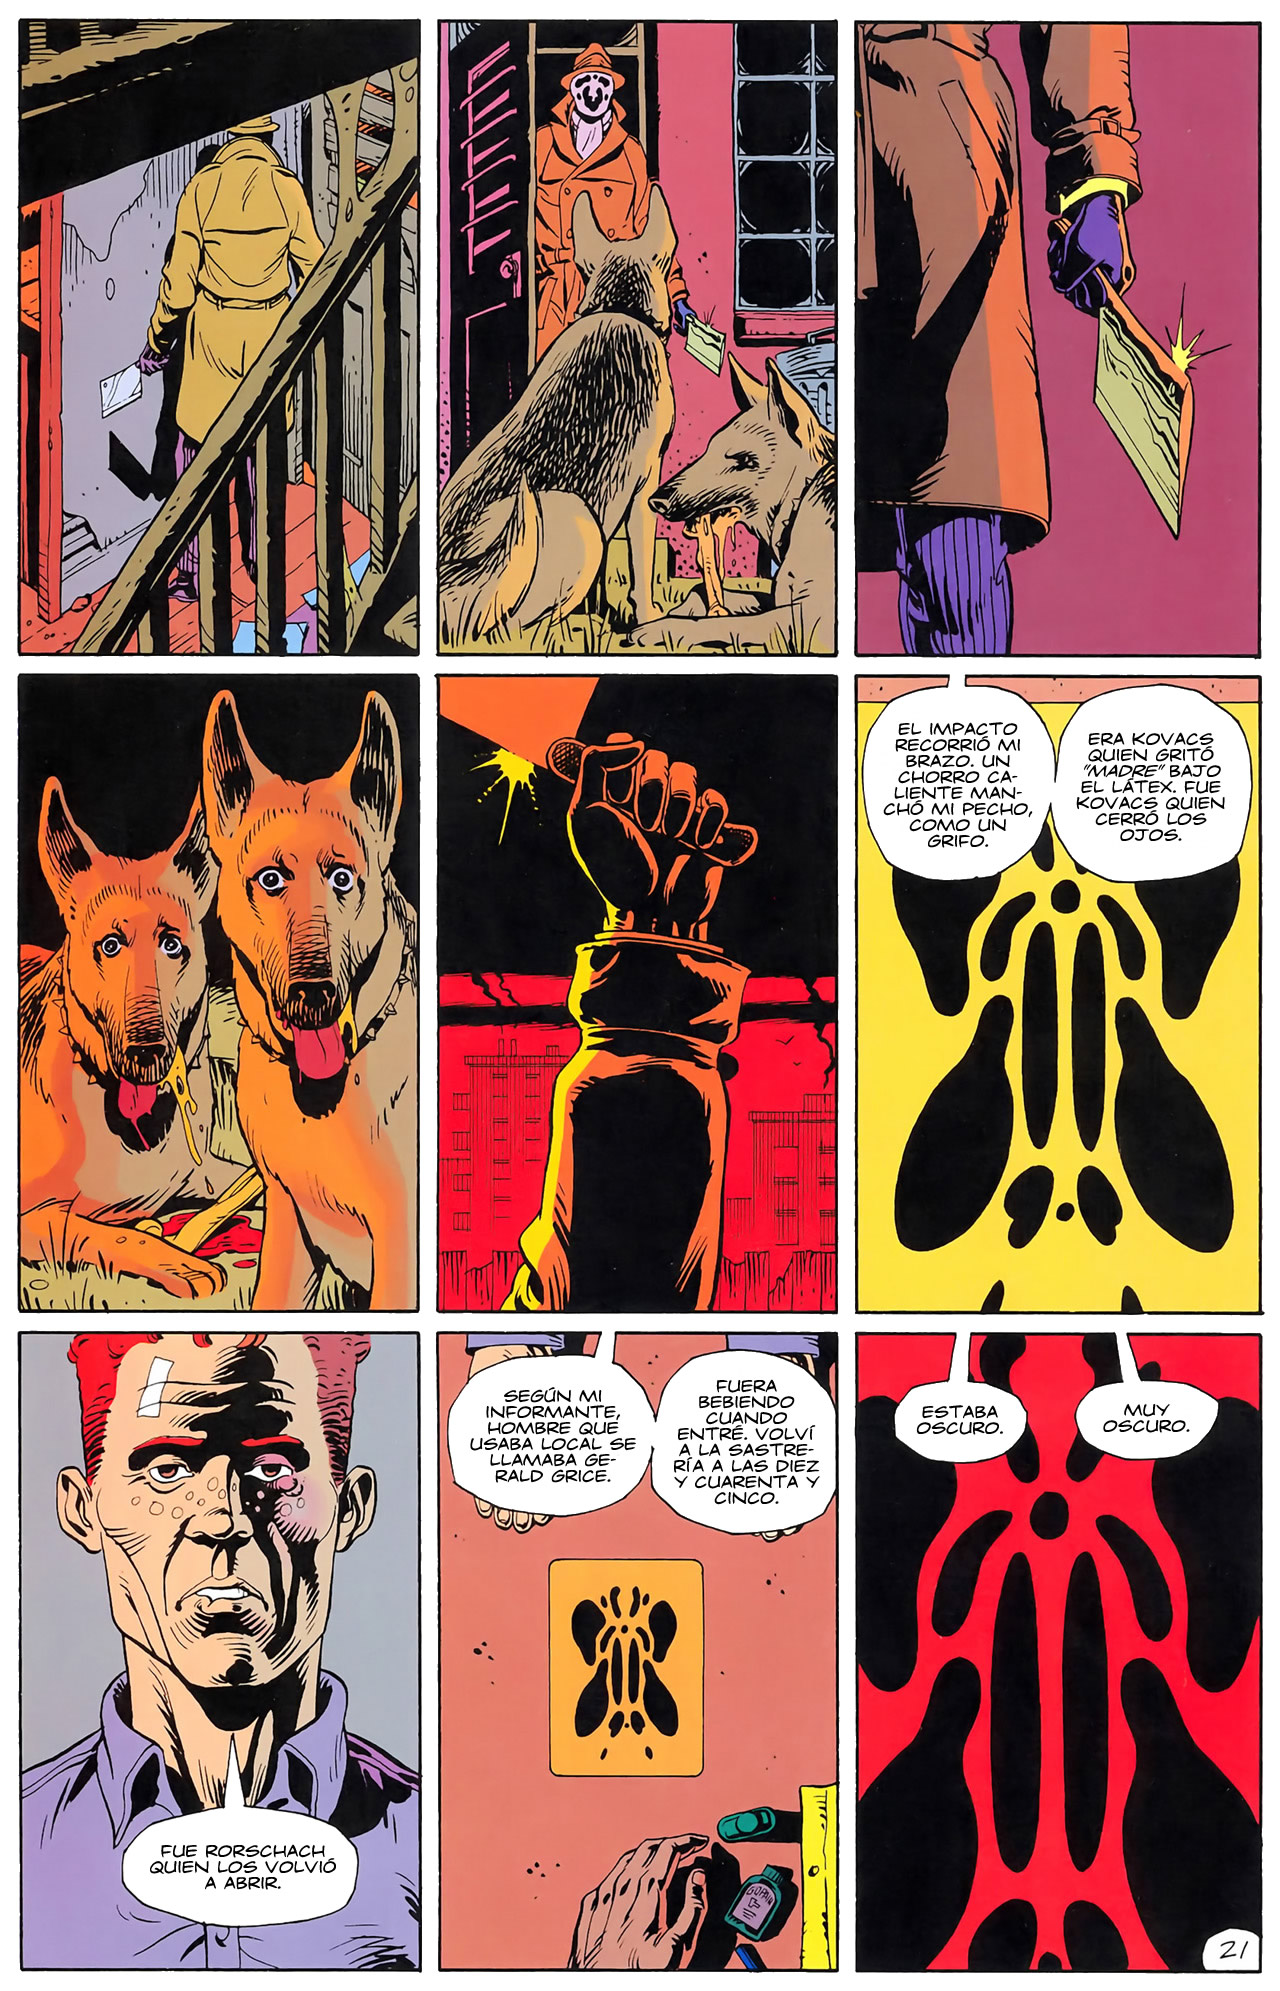 EL IMPACTO
RECORRIÓ MI
BRAZO. UN
CHORRO CA-
LIENTE MAN-
CHÓ MI PECHO,
COMO UN
GRIFO.
ERA KOVACS
QUIEN GRITÓ
"MADRE" BAJO
EL LÁTEX. FUE
KOVACS QUIEN
CERRÓ LOS
OJOS.
FUE RORSCHACH
QUIEN LOS VOLVIÓ
A ABRIR.
SEGÚN MI
INFORMANTE,
HOMBRE QUE
USABA LOCAL SE
LLAMABA GE-
RALD GRICE.
FUERA
BEBIENDO
CUANDO
ENTRÉ. VOLVÍ
A LA SASTRE-
RÍA A LAS DIEZ
Y CUARENTA Y
CINCO.
ESTABA
OSCURO.
MUY
OSCURO.
21